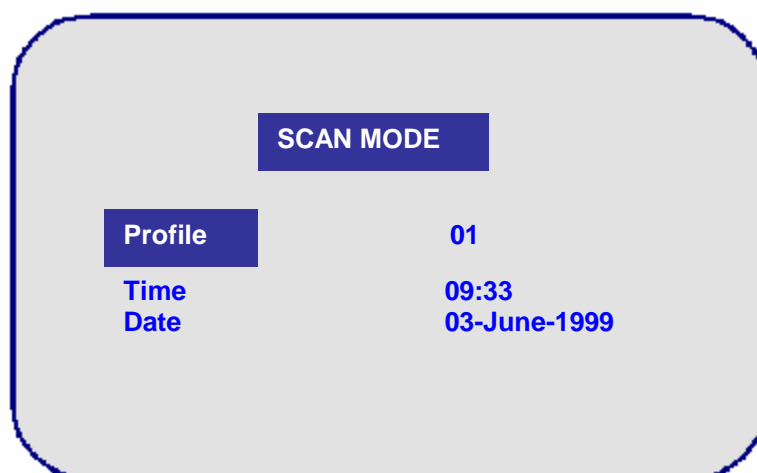 SCAN MODE
Profile 01
Time 09:33
Date 03-June-1999